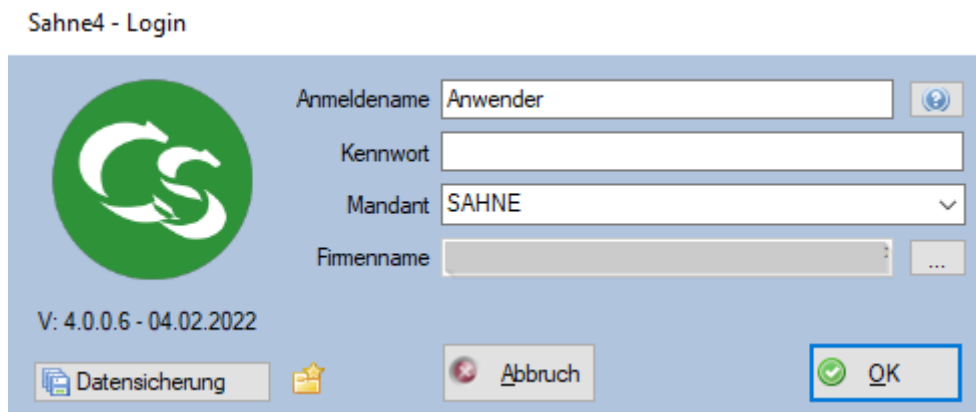 Sahne4 - Login
Anmeldename Anwender
Kennwort
Mandant SAHNE
Firmenname ...
V: 4.0.0.6 - 04.02.2022
Datensicherung Abbruch OK